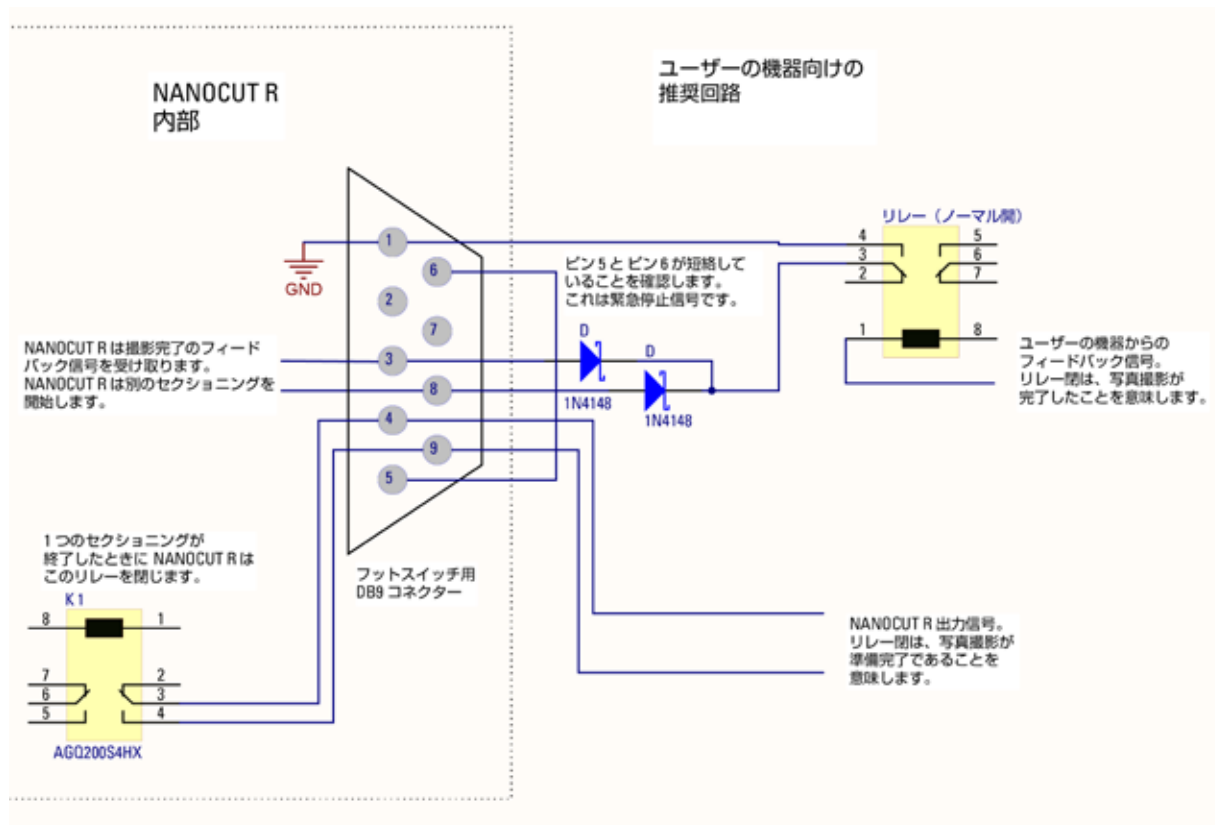 NANOCUT R
内部
ユーザーの機器向けの
推奨回路
リレー（ノーマル開）
4
3
2
5
6
7
1
8
ユーザーの機器からの
フィードバック信号。
リレー閉は、写真撮影が
完了したことを意味します。
GND
1
6
2
7
3
8
4
9
5
ピン 5 と ピン 6 が短絡して
いることを確認します。
これは緊急停止信号です。
D
1N4148
D
1N4148
NANOCUT R は撮影完了のフィード
バック信号を受け取ります。
NANOCUT R は別のセクショニングを
開始します。
1 つのセクショニングが
終了したときに NANOCUT R は
このリレーを閉じます。
K1
8
1
7
6
5
2
3
4
AGQ200S4HX
フットスイッチ用
DB9 コネクター
NANOCUT R 出力信号。
リレー閉は、写真撮影が
準備完了であることを
意味します。